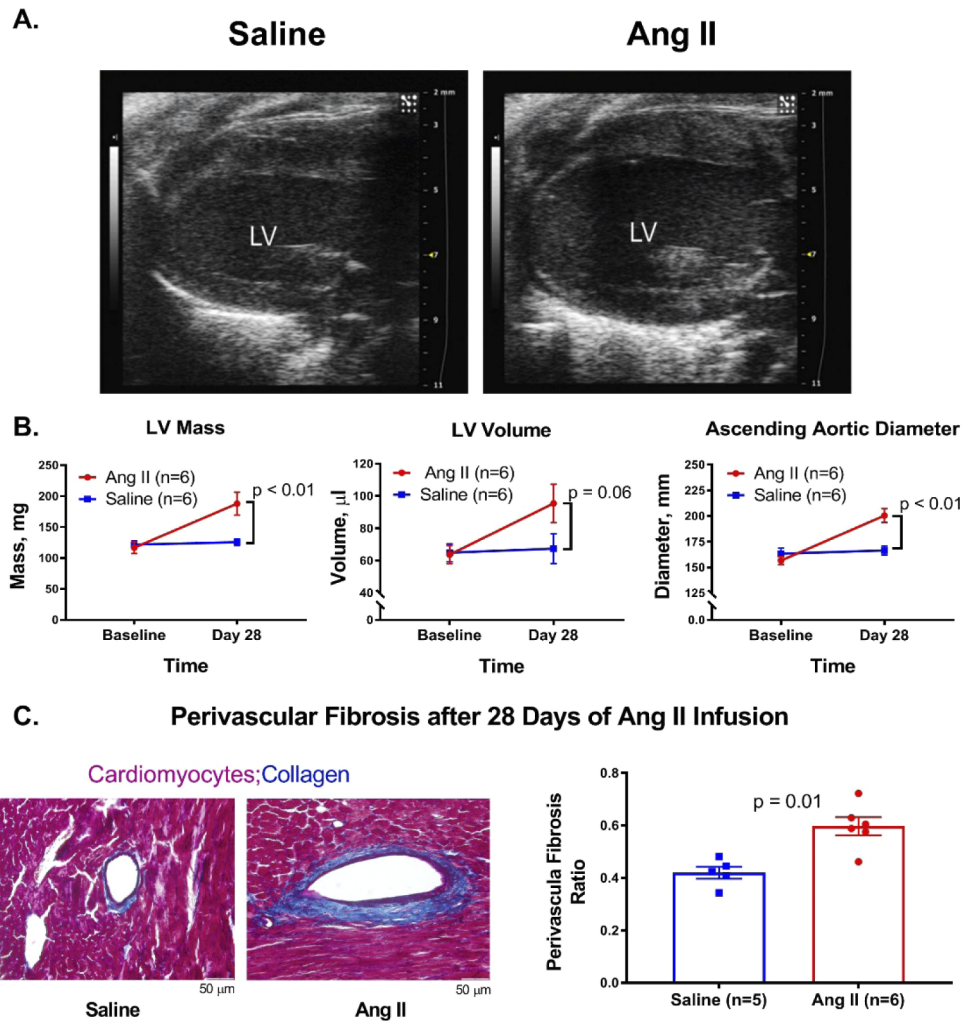 A.
Saline
Ang II
2 mm
3
5
7
9
11
LV
2 mm
3
5
7
9
11
LV
B.
LV Mass
250
200
150
100
50
0
Mass, mg
Ang II (n=6)
Saline (n=6)
p < 0.01
Baseline
Day 28
Time
LV Volume
120
100
80
60
40
0
Volume, µl
Ang II (n=6)
Saline (n=6)
p = 0.06
Baseline
Day 28
Time
Ascending Aortic Diameter
250
225
200
175
150
125
0.0
Diameter, mm
Ang II (n=6)
Saline (n=6)
p < 0.01
Baseline
Day 28
Time
C.
Perivascular Fibrosis after 28 Days of Ang II Infusion
Cardiomyocytes;Collagen
50 µm
Saline
50 µm
Ang II
Perivascula Fibrosis
Ratio
0.8
0.6
0.4
0.2
0.0
p = 0.01
Saline (n=5)
Ang II (n=6)